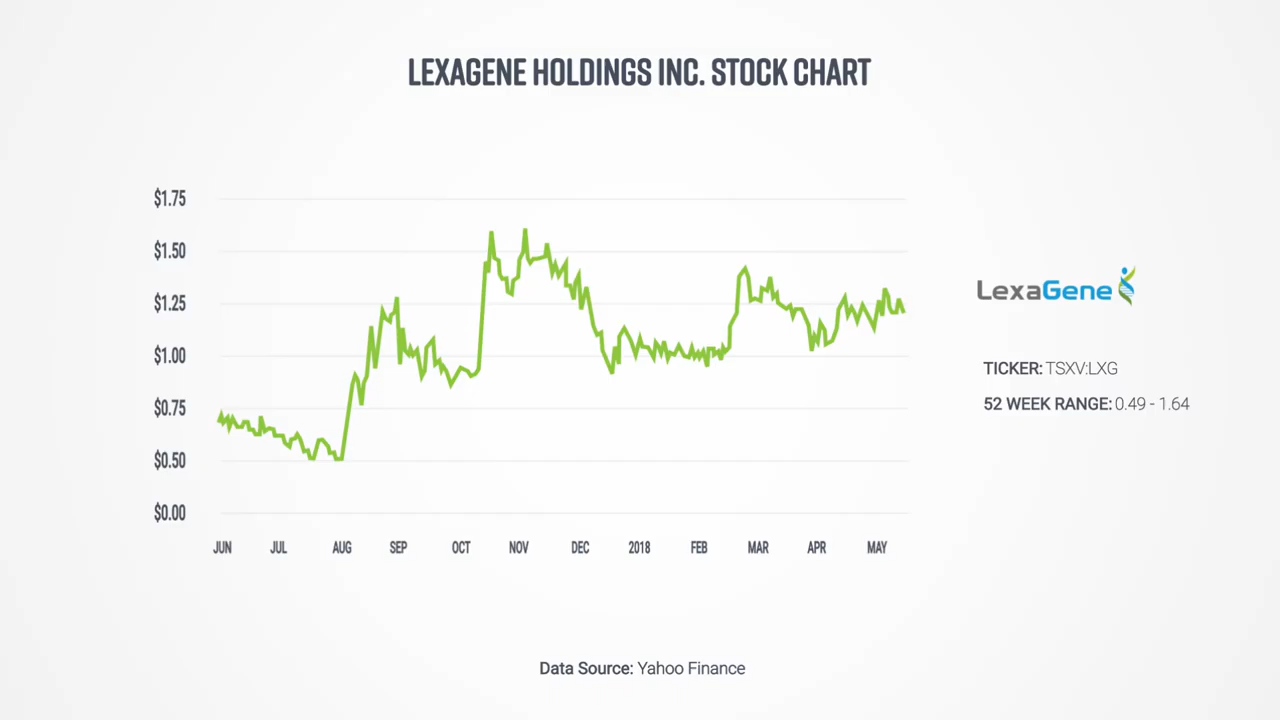 LEXAGENE HOLDINGS INC. STOCK CHART
$1.75
$1.50
$1.25
$1.00
$0.75
$0.50
$0.00
JUN JUL AUG SEP OCT NOV DEC 2018 FEB MAR APR MAY
LexaGene
TICKER: TSXV:LXG
52 WEEK RANGE: 0.49 - 1.64
Data Source: Yahoo Finance